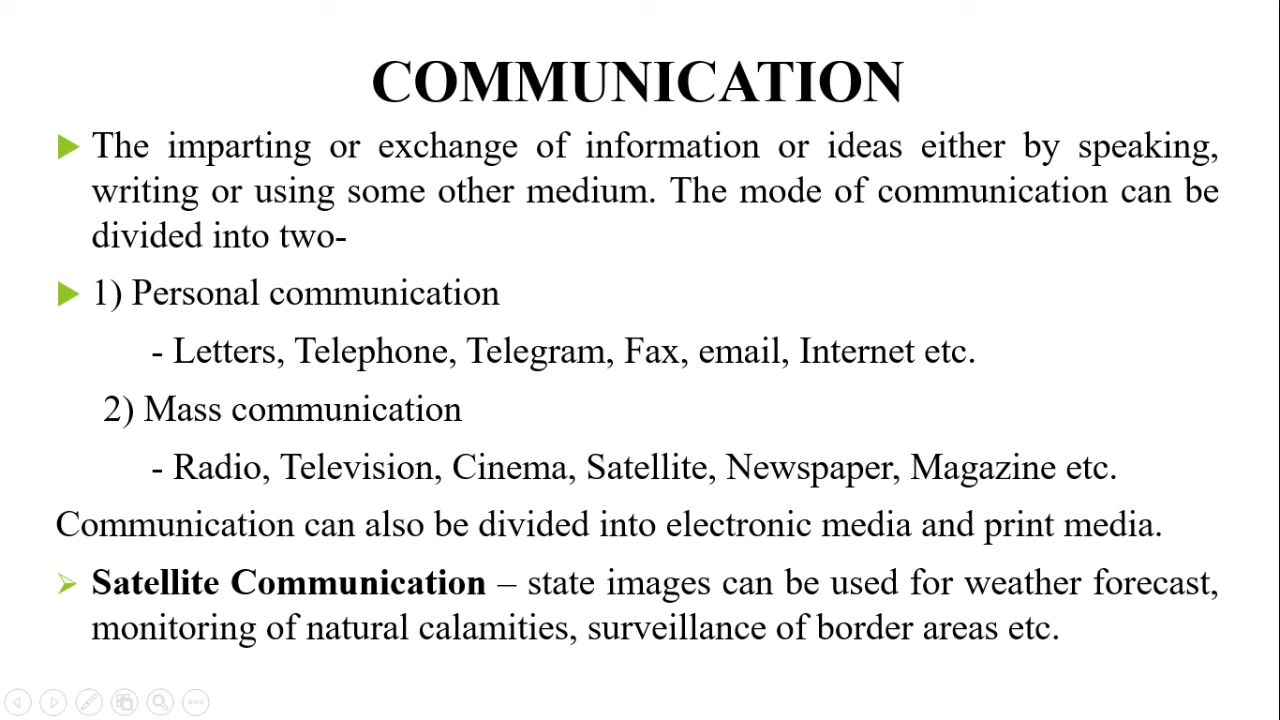 COMMUNICATION
The imparting or exchange of information or ideas either by speaking,
writing or using some other medium. The mode of communication can be
divided into two-
1) Personal communication
- Letters, Telephone, Telegram, Fax, email, Internet etc.
2) Mass communication
- Radio, Television, Cinema, Satellite, Newspaper, Magazine etc.
Communication can also be divided into electronic media and print media.
Satellite Communication – state images can be used for weather forecast,
monitoring of natural calamities, surveillance of border areas etc.